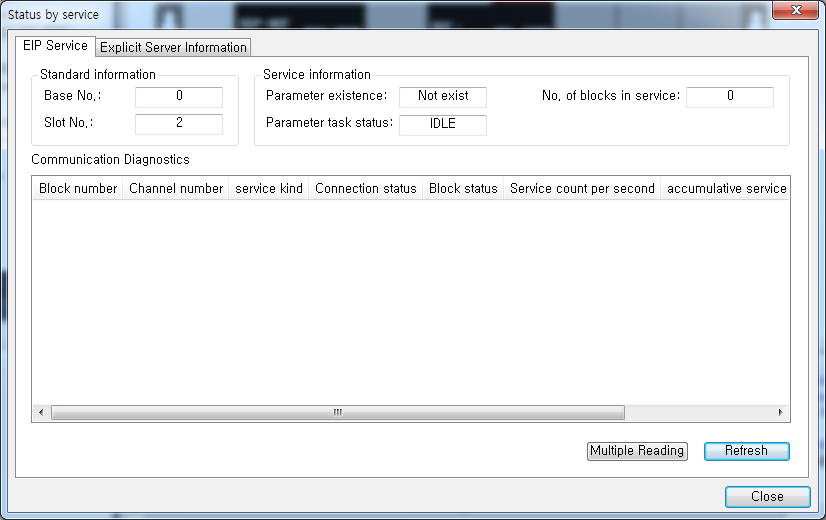 Status by service
EIP Service
Explicit Server Information
Standard information
Base No.:
0
Slot No.:
2
Service information
Parameter existence:
Not exist
No. of blocks in service:
0
Parameter task status:
IDLE
Communication Diagnostics
Block number
Channel number
service kind
Connection status
Block status
Service count per second
accumulative service
Multiple Reading
Refresh
Close